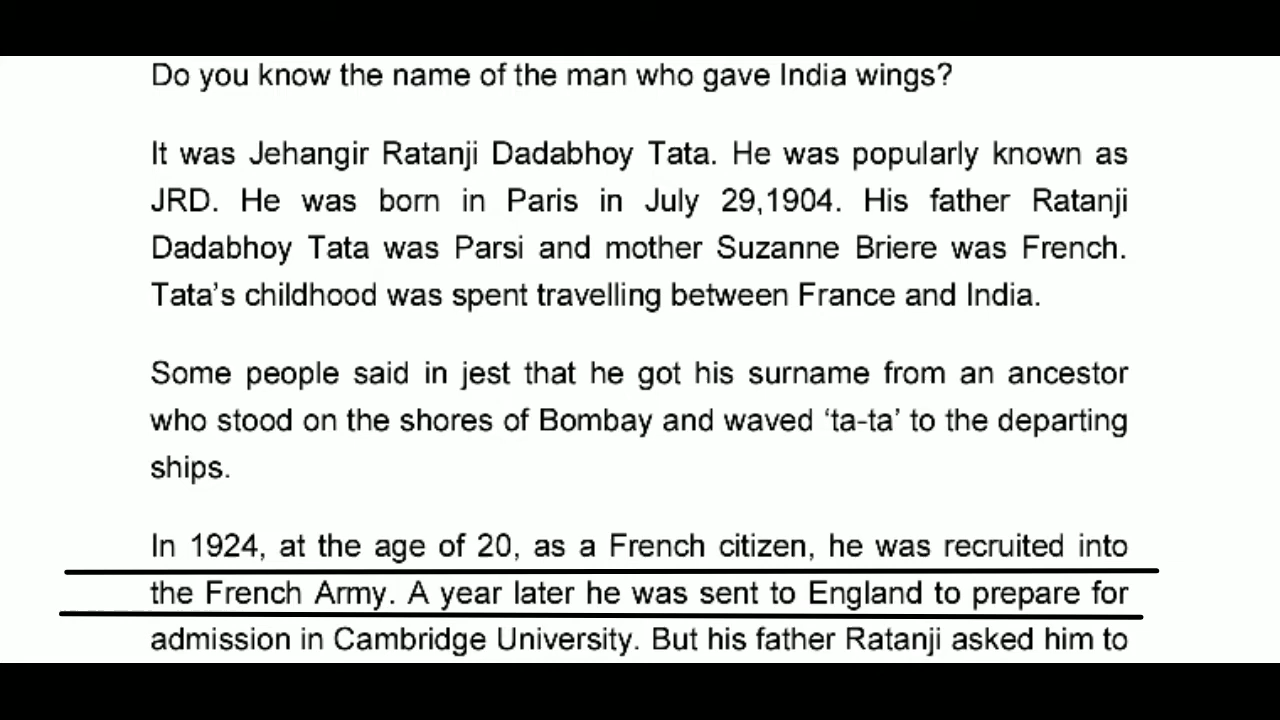 Do you know the name of the man who gave India wings?
It was Jehangir Ratanji Dadabhoy Tata. He was popularly known as
JRD. He was born in Paris in July 29,1904. His father Ratanji
Dadabhoy Tata was Parsi and mother Suzanne Briere was French.
Tata’s childhood was spent travelling between France and India.
Some people said in jest that he got his surname from an ancestor
who stood on the shores of Bombay and waved ‘ta-ta’ to the departing
ships.
In 1924, at the age of 20, as a French citizen, he was recruited into
the French Army. A year later he was sent to England to prepare for
admission in Cambridge University. But his father Ratanji asked him to